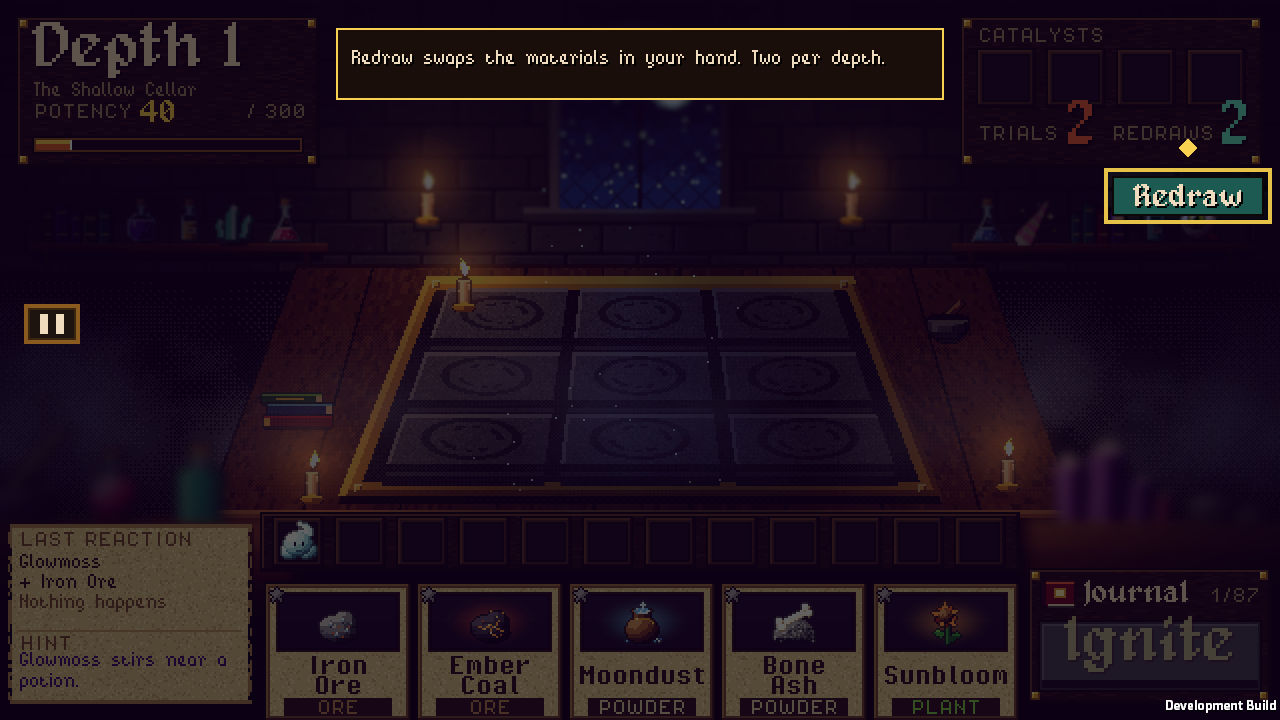 Depth 1
The Shallow Cellar
POTENCY 40 / 300
Redraw swaps the materials in your hand. Two per depth.
CATALYSTS
TRIALS 2 REDRAWS 2
Redraw
LAST REACTION
Glowmoss
+ Iron Ore
Nothing happens
HINT
Glowmoss stirs near a
potion.
Iron
Ore
ORE
Ember
Coal
ORE
Moondust
POWDER
Bone
Ash
POWDER
Sunbloom
PLANT
Journal 1/87
Ignite
Development Build